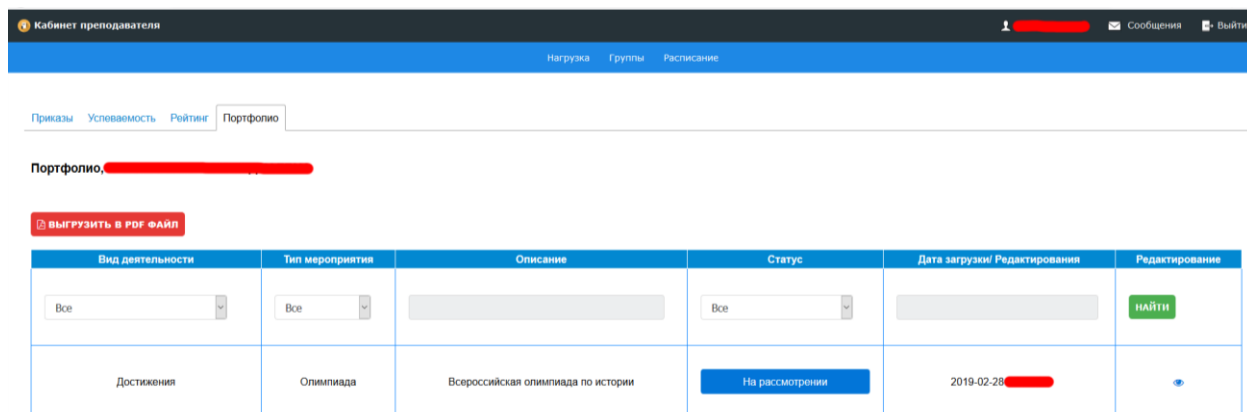 Кабинет преподавателя
Сообщения
Выйти
Нагрузка Группы Расписание
Приказы Успеваемость Рейтинг Портфолио
Портфолио,
ВЫГРУЗИТЬ В PDF ФАЙЛ
Вид деятельности Тип мероприятия Описание Статус Дата загрузки/ Редактирования Редактирование
Все Все Все НАЙТИ
Достижения Олимпиада Всероссийская олимпиада по истории На рассмотрении 2019-02-28